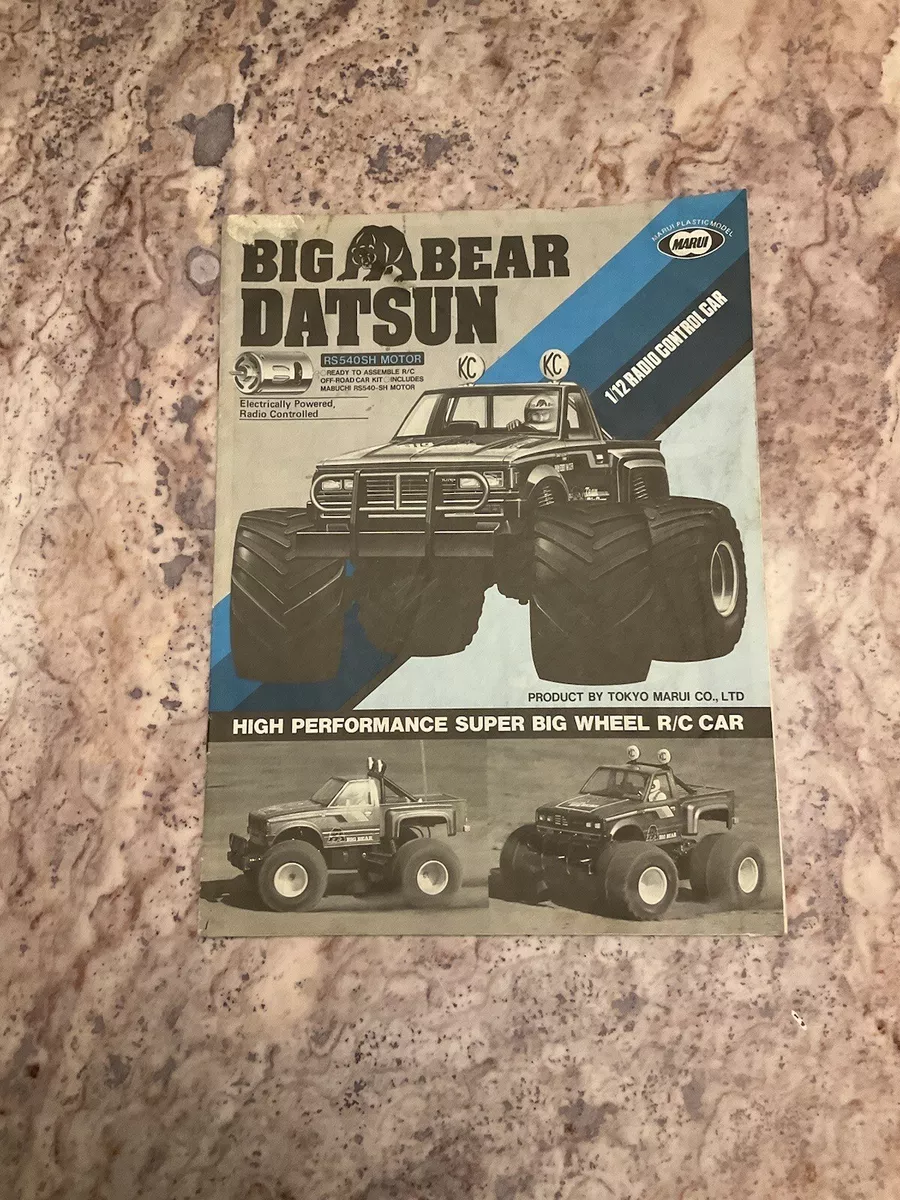 BIG BEAR
DATSUN
MARUI PLASTIC MODEL
MARUI
1/12 RADIO CONTROL CAR
RS540SH MOTOR
READY TO ASSEMBLE R/C
OFF-ROAD CAR KIT INCLUDES
MABUCHI RS540-SH MOTOR
Electrically Powered,
Radio Controlled
KC KC
PRODUCT BY TOKYO MARUI CO., LTD
HIGH PERFORMANCE SUPER BIG WHEEL R/C CAR
BIG BEAR
BIG BEAR